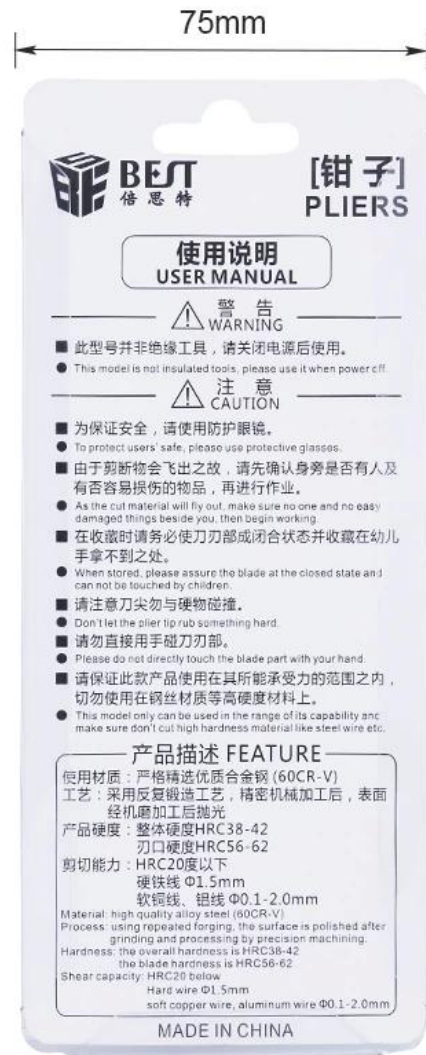 75mm
BEST
倍思特
[钳子]
PLIERS
使用说明
USER MANUAL
警告
WARNING
■ 此型号并非绝缘工具，请关闭电源后使用。
● This model is not insulated tools, please use it when power off.
注意
CAUTION
■ 为保证安全，请使用防护眼镜。
● To protect users' safe, please use protective glasses.
■ 由于剪断物会飞出之故，请先确认身旁是否有人及
有否容易损伤的物品，再进行作业。
● As the cut material will fly out, make sure no one and no easy
damaged things beside you, then begin working.
■ 在收藏时请务必使刀刃部成闭合状态并收藏在幼儿
手拿不到之处。
● When stored, please assure the blade at the closed state and
can not be touched by children.
■ 请注意刀尖勿与硬物碰撞。
● Don't let the plier tip rub something hard.
■ 请勿直接用手碰刀刃部。
● Please do not directly touch the blade part with your hand.
■ 请保证此款产品使用在其所能承受力的范围之内，
切勿使用在钢丝材质等高硬度材料上。
● This model only can be used in the range of its capability and
make sure don't cut high hardness material like steel wire etc.
产品描述 FEATURE
使用材质：严格精选优质合金钢 (60CR-V)
工艺：采用反复锻造工艺，精密机械加工后，表面
经机磨加工后抛光
产品硬度：整体硬度HRC38-42
刃口硬度HRC56-62
剪切能力：HRC20度以下
硬铁线 Φ1.5mm
软铜线、铝线 Φ0.1-2.0mm
Material: high quality alloy steel (60CR-V)
Process: using repeated forging, the surface is polished after
grinding and processing by precision machining.
Hardness: the overall hardness is HRC38-42
the blade hardness is HRC56-62
Shear capacity: HRC20 below
Hard wire Φ1.5mm
soft copper wire, aluminum wire Φ0.1-2.0mm
MADE IN CHINA